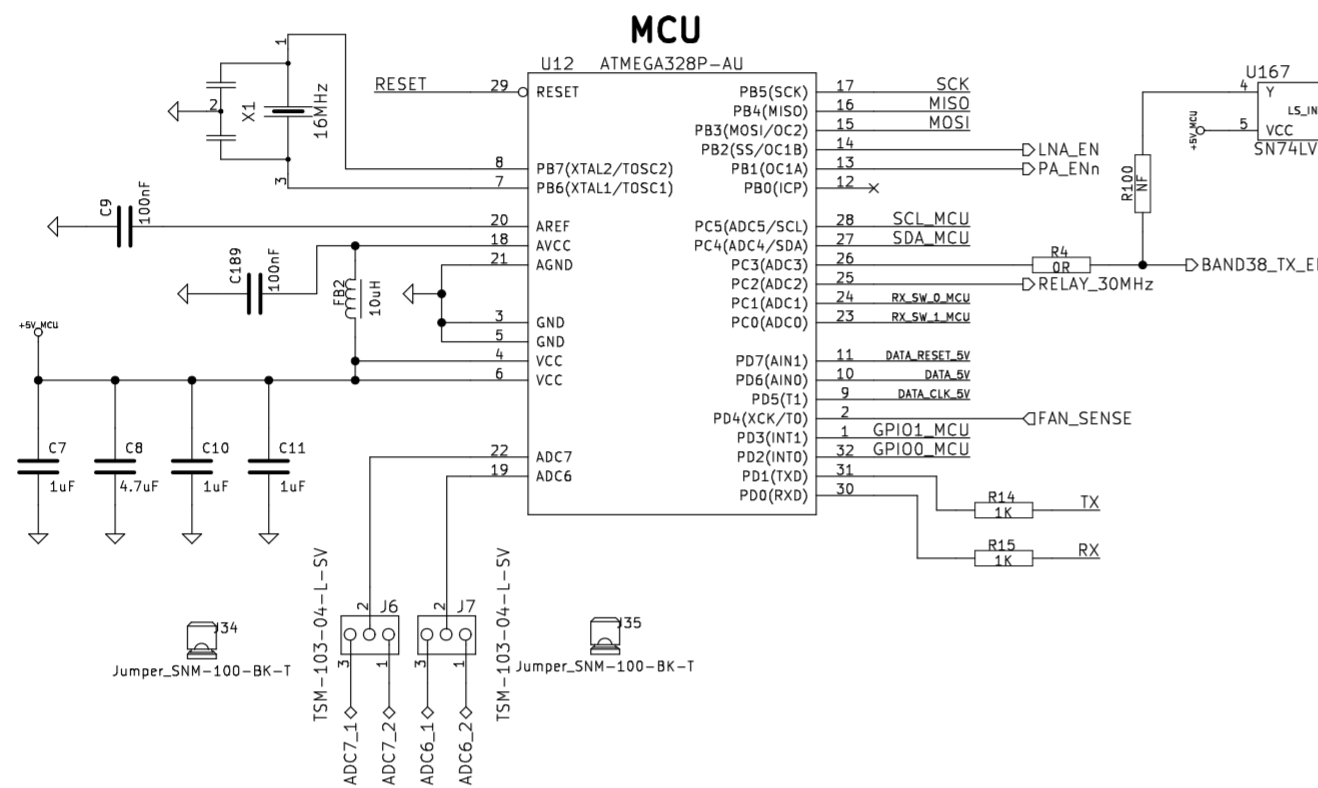 MCU
U12 ATMEGA328P-AU
RESET 29 RESET
1
2
3
X1
16MHz
8 PB7(XTAL2/TOSC2)
7 PB6(XTAL1/TOSC1)
C9
100nF
20 AREF
18 AVCC
21 AGND
C189
100nF
FB2
10uH
3 GND
5 GND
4 VCC
6 VCC
+5V_MCU
C7
1uF
C8
4.7uF
C10
1uF
C11
1uF
22 ADC7
19 ADC6
PB5(SCK) 17 SCK
PB4(MISO) 16 MISO
PB3(MOSI/OC2) 15 MOSI
PB2(SS/OC1B) 14 LNA_EN
PB1(OC1A) 13 PA_ENn
PB0(ICP) 12
PC5(ADC5/SCL) 28 SCL_MCU
PC4(ADC4/SDA) 27 SDA_MCU
PC3(ADC3) 26
R4
0R
PC2(ADC2) 25 RELAY_30MHz
PC1(ADC1) 24 RX_SW_0_MCU
PC0(ADC0) 23 RX_SW_1_MCU
PD7(AIN1) 11 DATA_RESET_5V
PD6(AIN0) 10 DATA_5V
PD5(T1) 9 DATA_CLK_5V
PD4(XCK/T0) 2 FAN_SENSE
PD3(INT1) 1 GPIO1_MCU
PD2(INT0) 32 GPIO0_MCU
PD1(TXD) 31
PD0(RXD) 30
R14
1K
TX
R15
1K
RX
U167
4 Y
LS_IN
+5V_MCU
5 VCC
SN74LV
R100
NF
BAND38_TX_E
TSM-103-04-L-SV
2 J6
3 1
ADC7_1
ADC7_2
2 J7
3 1
ADC6_1
ADC6_2
TSM-103-04-L-SV
J34
Jumper_SNM-100-BK-T
J35
Jumper_SNM-100-BK-T